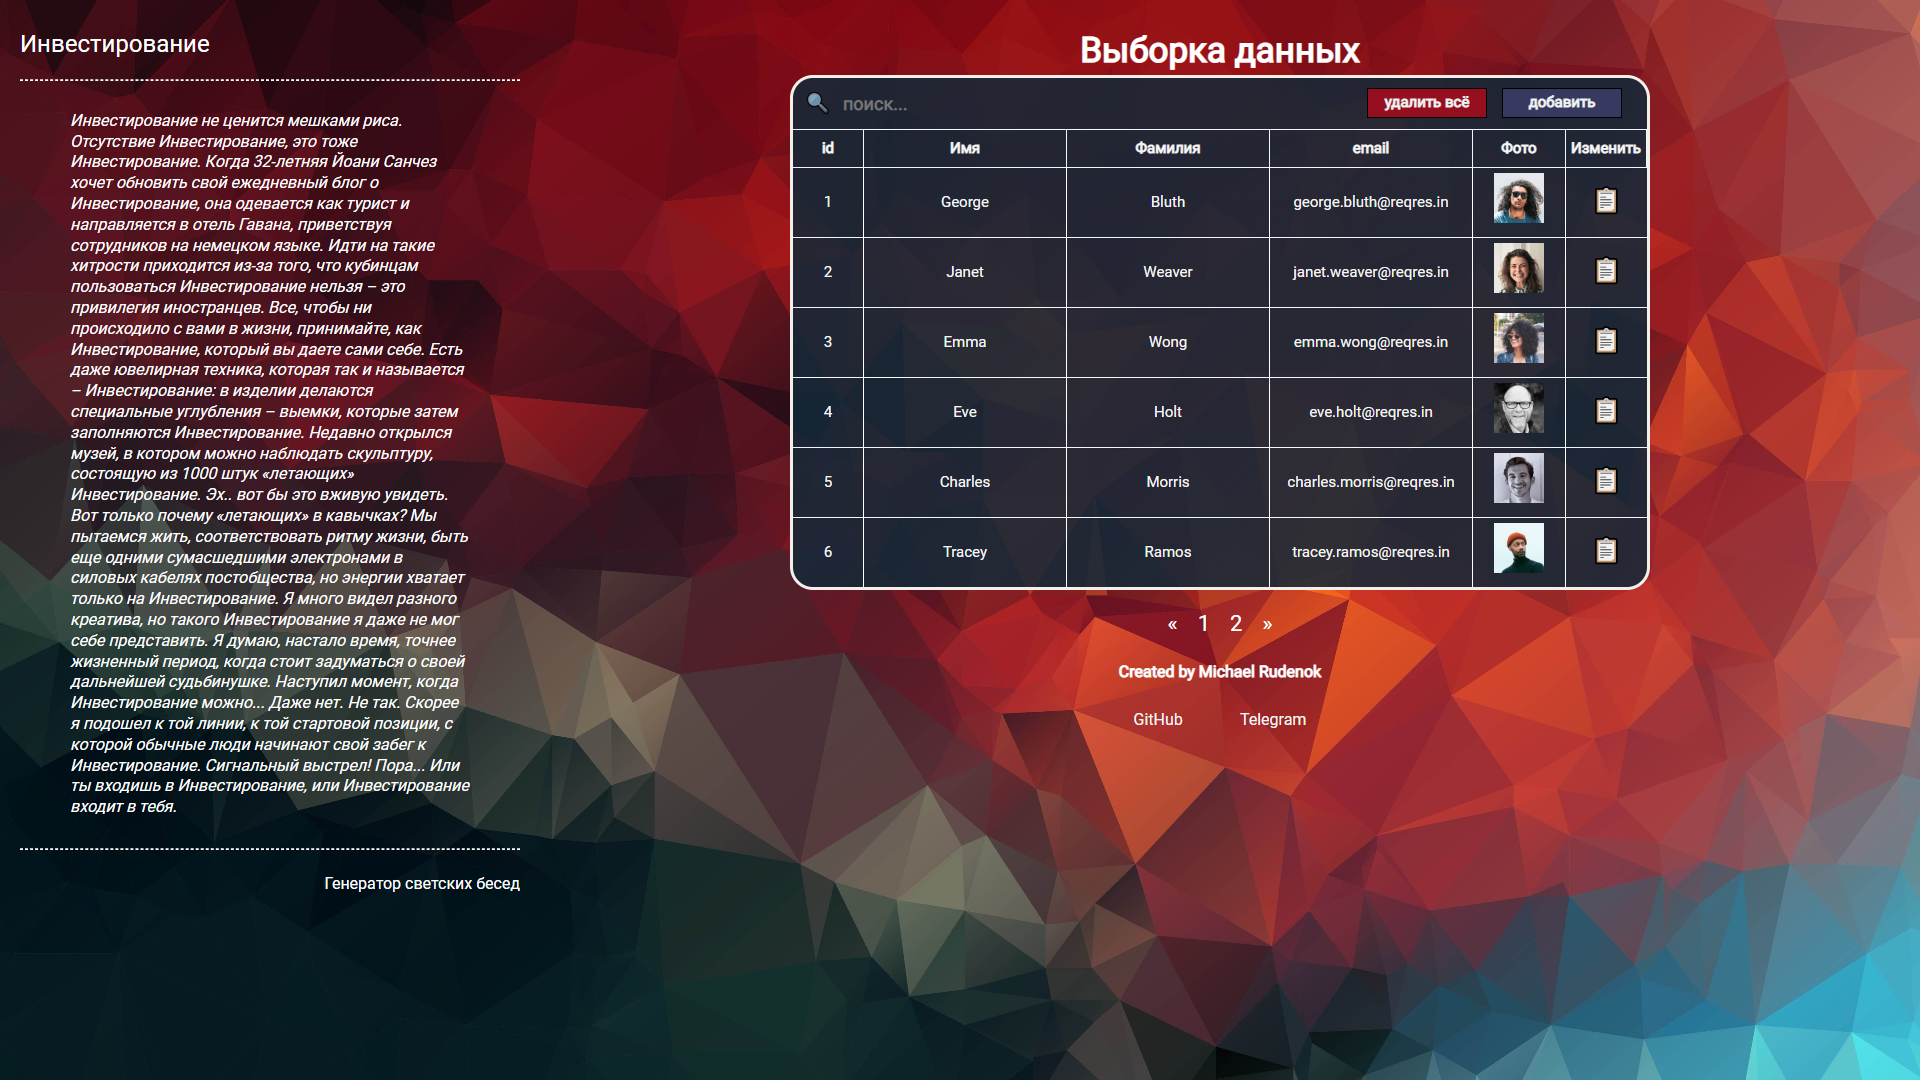 Инвестирование
Инвестирование не ценится мешками риса.
Отсутствие Инвестирование, это тоже
Инвестирование. Когда 32-летняя Йоани Санчез
хочет обновить свой ежедневный блог о
Инвестирование, она одевается как турист и
направляется в отель Гавана, приветствуя
сотрудников на немецком языке. Идти на такие
хитрости приходится из-за того, что кубинцам
пользоваться Инвестирование нельзя – это
привилегия иностранцев. Все, чтобы ни
происходило с вами в жизни, принимайте, как
Инвестирование, который вы даете сами себе. Есть
даже ювелирная техника, которая так и называется
– Инвестирование: в изделии делаются
специальные углубления – выемки, которые затем
заполняются Инвестирование. Недавно открылся
музей, в котором можно наблюдать скульптуру,
состоящую из 1000 штук «летающих»
Инвестирование. Эх.. вот бы это вживую увидеть.
Вот только почему «летающих» в кавычках? Мы
пытаемся жить, соответствовать ритму жизни, быть
еще одними сумасшедшими электронами в
силовых кабелях постобщества, но энергии хватает
только на Инвестирование. Я много видел разного
креатива, но такого Инвестирование я даже не мог
себе представить. Я думаю, настало время, точнее
жизненный период, когда стоит задуматься о своей
дальнейшей судьбинушке. Наступил момент, когда
Инвестирование можно... Даже нет. Не так. Скорее
я подошел к той линии, к той стартовой позиции, с
которой обычные люди начинают свой забег к
Инвестирование. Сигнальный выстрел! Пора... Или
ты входишь в Инвестирование, или Инвестирование
входит в тебя.
Генератор светских бесед
Выборка данных
поиск... удалить всё добавить
id Имя Фамилия email Фото Изменить
1 George Bluth george.bluth@reqres.in
2 Janet Weaver janet.weaver@reqres.in
3 Emma Wong emma.wong@reqres.in
4 Eve Holt eve.holt@reqres.in
5 Charles Morris charles.morris@reqres.in
6 Tracey Ramos tracey.ramos@reqres.in
« 1 2 »
Created by Michael Rudenok
GitHub Telegram